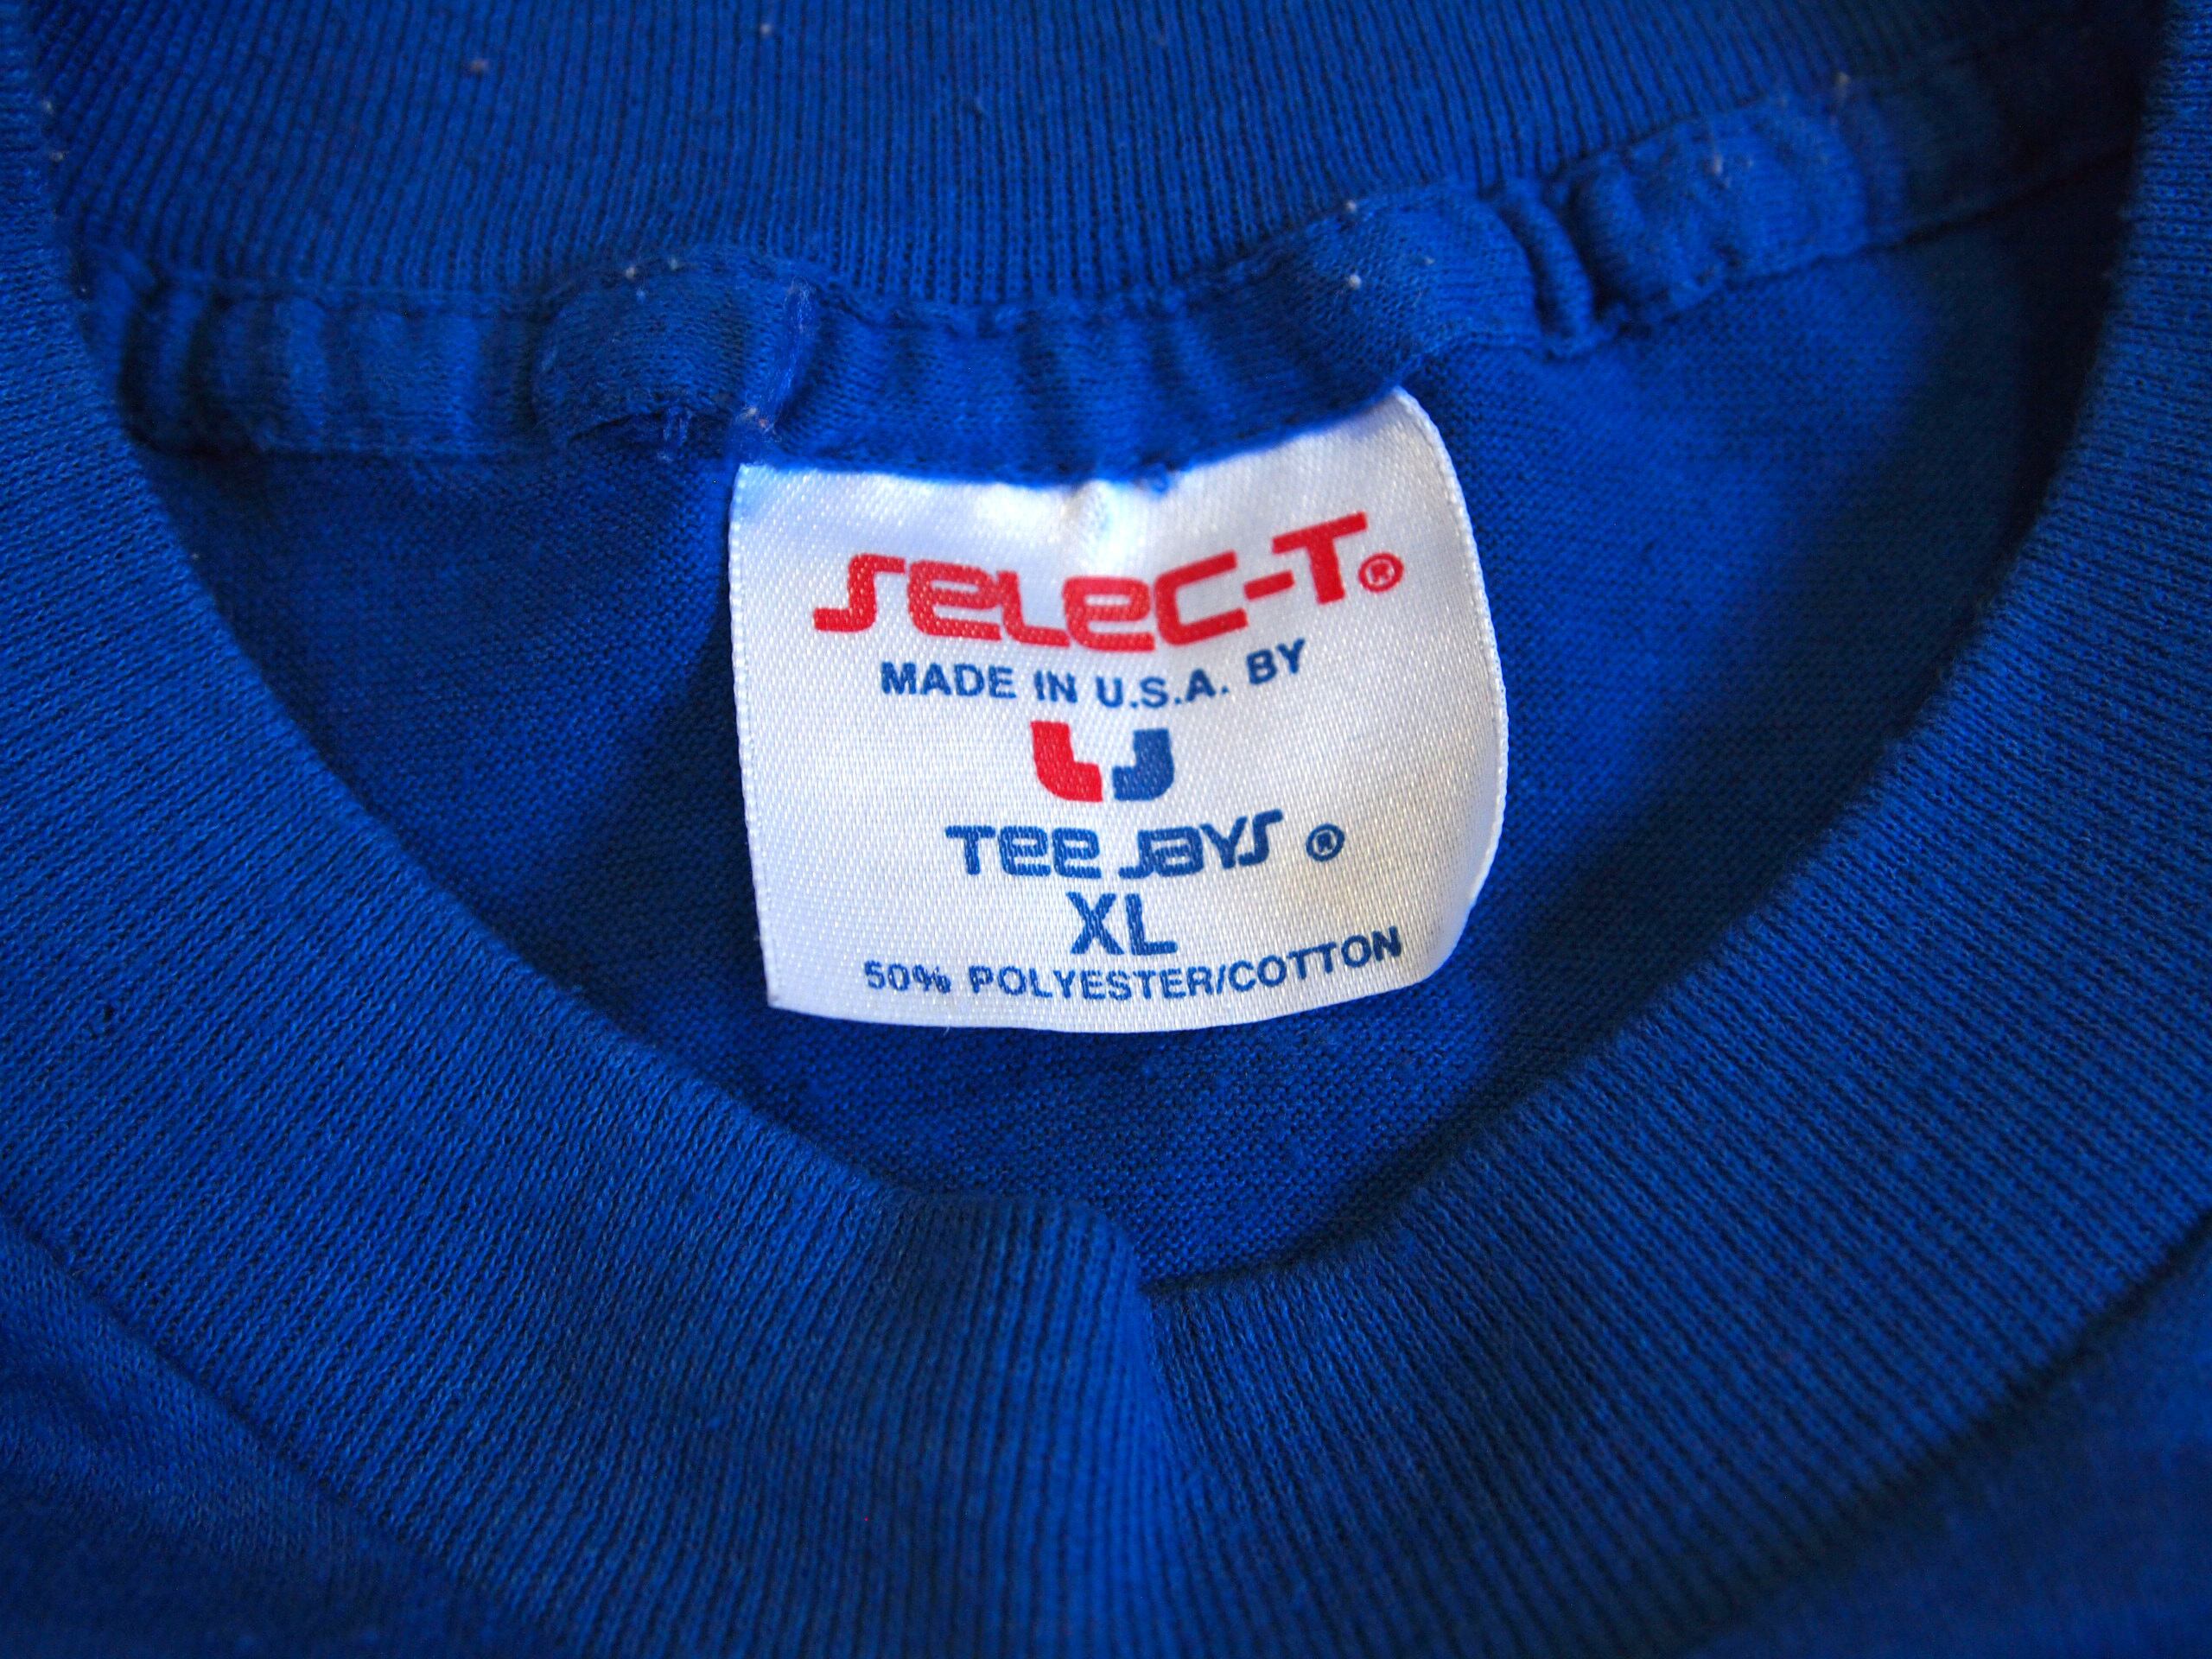 SELEC-T®
MADE IN U.S.A. BY
TEE JAYS ®
XL
50% POLYESTER/COTTON